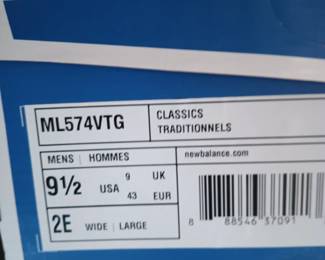 ML574VTG
CLASSICS
TRADITIONNELS
MENS | HOMMES
newbalance.com
9½ USA 9 UK 43 EUR
2E WIDE | LARGE
8 88546 37091